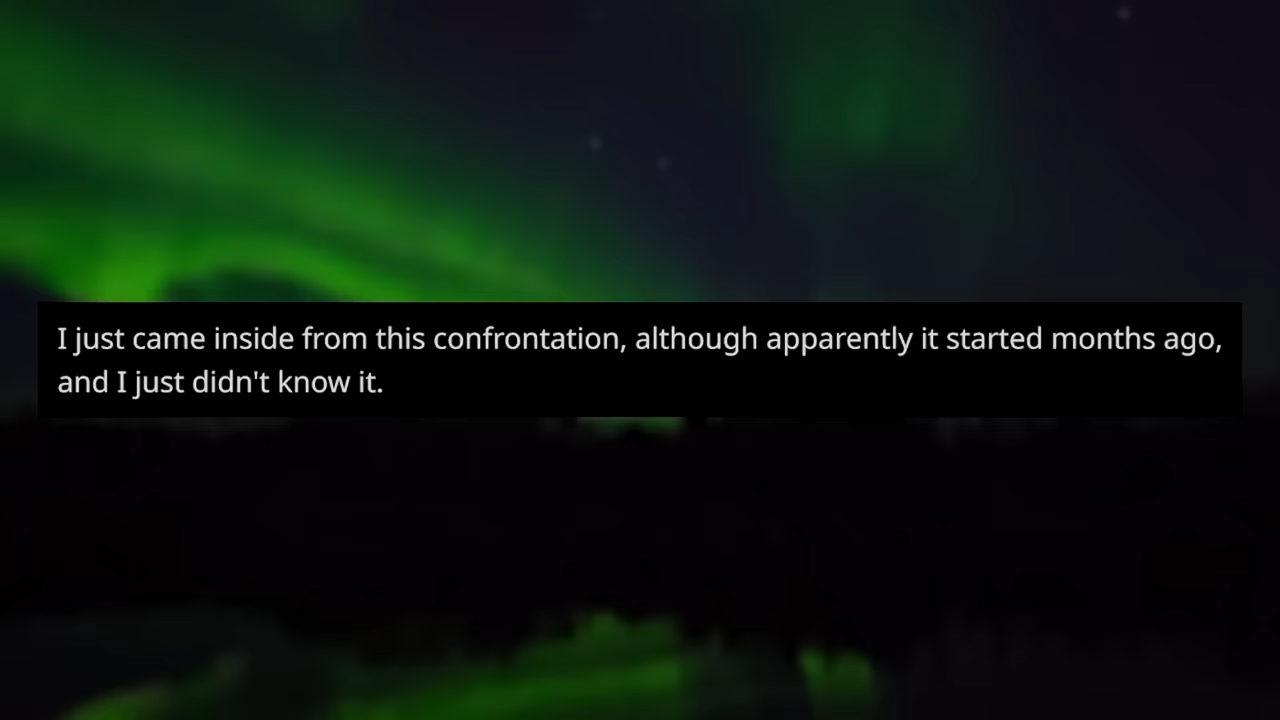 I just came inside from this confrontation, although apparently it started months ago,
and I just didn't know it.